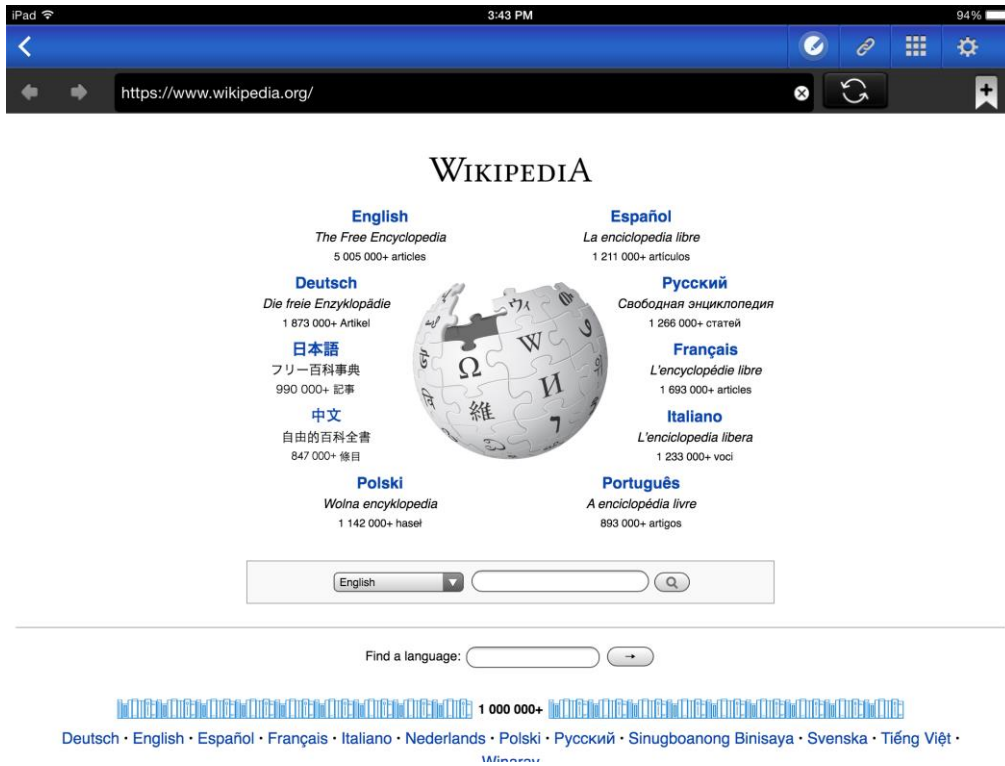 iPad 3:43 PM 94%
https://www.wikipedia.org/
WIKIPEDIA
English
The Free Encyclopedia
5 005 000+ articles
Español
La enciclopedia libre
1 211 000+ artículos
Deutsch
Die freie Enzyklopädie
1 873 000+ Artikel
Русский
Свободная энциклопедия
1 266 000+ статей
日本語
フリー百科事典
990 000+ 記事
Français
L'encyclopédie libre
1 693 000+ articles
中文
自由的百科全書
847 000+ 條目
Italiano
L'enciclopedia libera
1 233 000+ voci
Polski
Wolna encyklopedia
1 142 000+ haseł
Português
A enciclopédia livre
893 000+ artigos
Ω W И 維 7 ウィ
English
Find a language: →
1 000 000+
Deutsch · English · Español · Français · Italiano · Nederlands · Polski · Русский · Sinugboanong Binisaya · Svenska · Tiếng Việt ·
Winaray